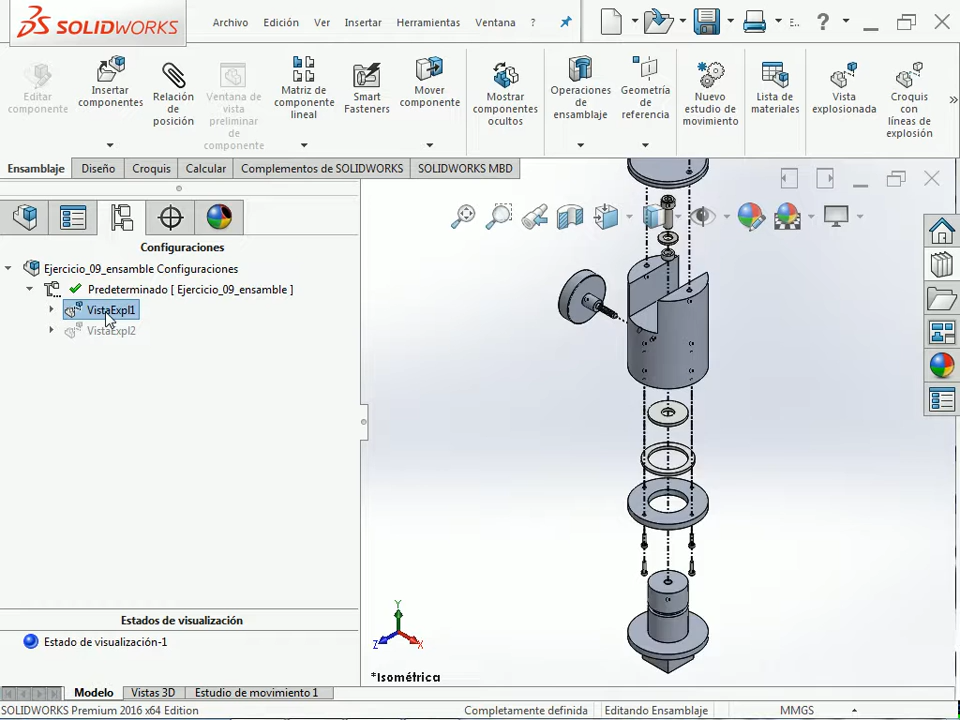 SOLIDWORKS
Archivo Edición Ver Insertar Herramientas Ventana ? E.. ?
Editar componente
Insertar componentes
Relación de posición
Ventana de vista preliminar de componente
Matriz de componente lineal
Smart Fasteners
Mover componente
Mostrar componentes ocultos
Operaciones de ensamblaje
Geometría de referencia
Nuevo estudio de movimiento
Lista de materiales
Vista explosionada
Croquis con líneas de explosión
»
Ensamblaje Diseño Croquis Calcular Complementos de SOLIDWORKS SOLIDWORKS MBD
Configuraciones
Ejercicio_09_ensamble Configuraciones
Predeterminado [ Ejercicio_09_ensamble ]
VistaExpl1
VistaExpl2
Estados de visualización
Estado de visualización-1
Y
Z
X
*Isométrica
Modelo Vistas 3D Estudio de movimiento 1
SOLIDWORKS Premium 2016 x64 Edition Completamente definida Editando Ensamblaje MMGS